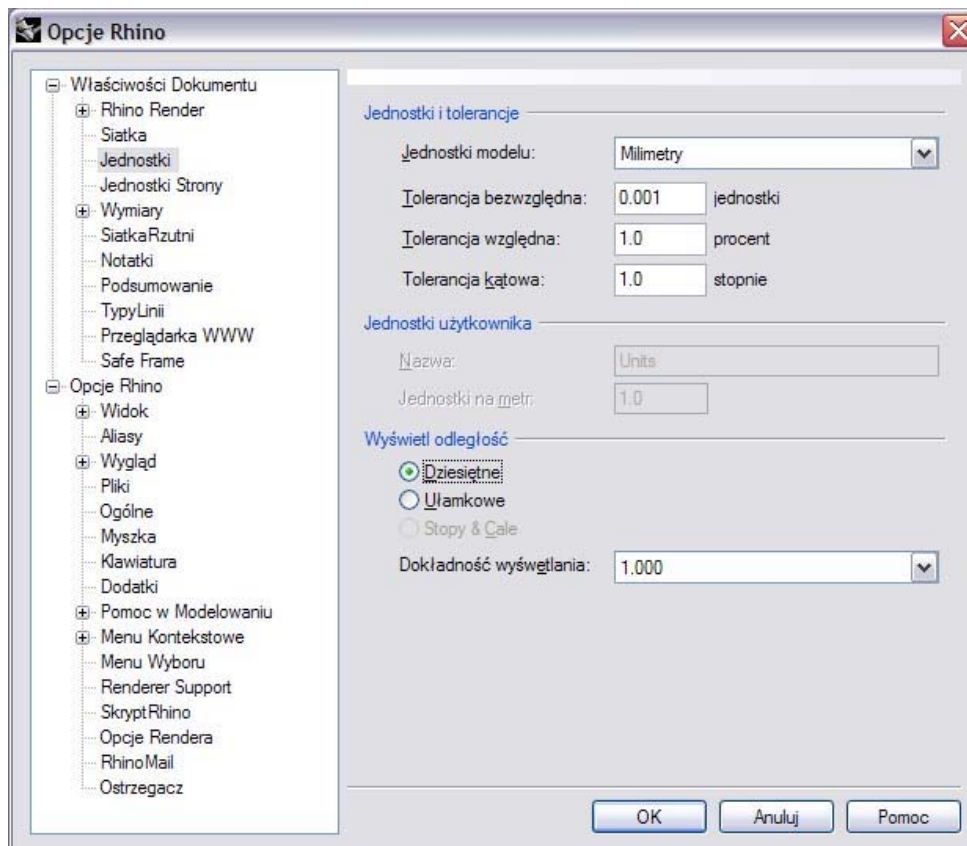 Opcje Rhino
Właściwości Dokumentu
Rhino Render
Siatka
Jednostki
Jednostki Strony
Wymiary
SiatkaRzutni
Notatki
Podsumowanie
TypyLinii
Przeglądarka WWW
Safe Frame
Opcje Rhino
Widok
Aliasy
Wygląd
Pliki
Ogólne
Myszka
Klawiatura
Dodatki
Pomoc w Modelowaniu
Menu Kontekstowe
Menu Wyboru
Renderer Support
SkryptRhino
Opcje Rendera
RhinoMail
Ostrzegacz
Jednostki i tolerancje
Jednostki modelu: Milimetry
Tolerancja bezwzględna: 0.001 jednostki
Tolerancja względna: 1.0 procent
Tolerancja kątowa: 1.0 stopnie
Jednostki użytkownika
Nazwa: Units
Jednostki na metr: 1.0
Wyświetl odległość
Dziesiętne
Ułamkowe
Stopy & Cale
Dokładność wyśwętlania: 1.000
OK Anuluj Pomoc